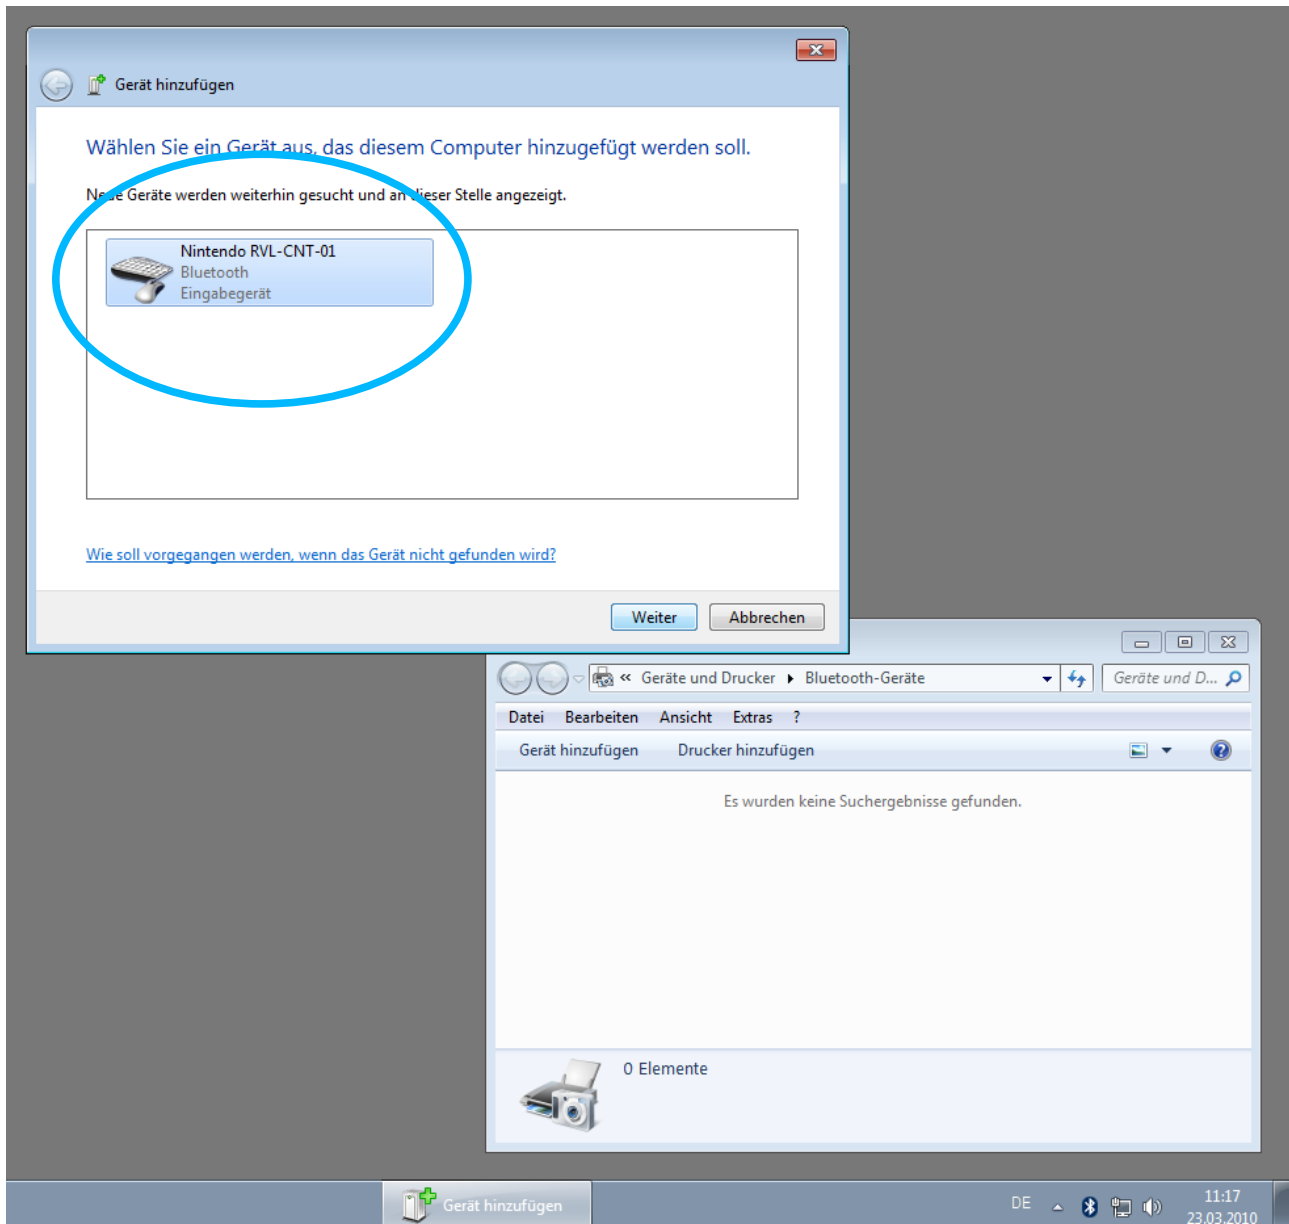 Gerät hinzufügen
Wählen Sie ein Gerät aus, das diesem Computer hinzugefügt werden soll.
Neue Geräte werden weiterhin gesucht und an dieser Stelle angezeigt.
Nintendo RVL-CNT-01
Bluetooth
Eingabegerät
Wie soll vorgegangen werden, wenn das Gerät nicht gefunden wird?
Weiter Abbrechen
« Geräte und Drucker Bluetooth-Geräte Geräte und D...
Datei Bearbeiten Ansicht Extras ?
Gerät hinzufügen Drucker hinzufügen
Es wurden keine Suchergebnisse gefunden.
0 Elemente
Gerät hinzufügen
DE
11:17
23.03.2010